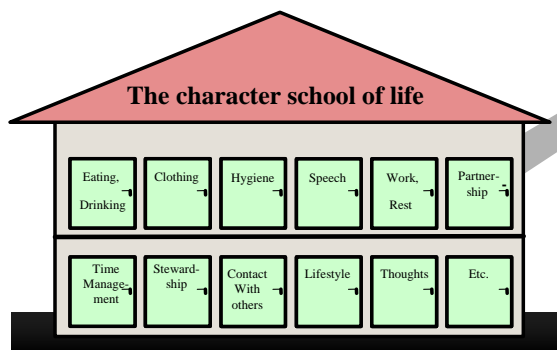 The character school of life
Eating,
Drinking
Clothing
Hygiene
Speech
Work,
Rest
Partner-
ship
Time
Manage-
ment
Steward-
ship
Contact
With
others
Lifestyle
Thoughts
Etc.